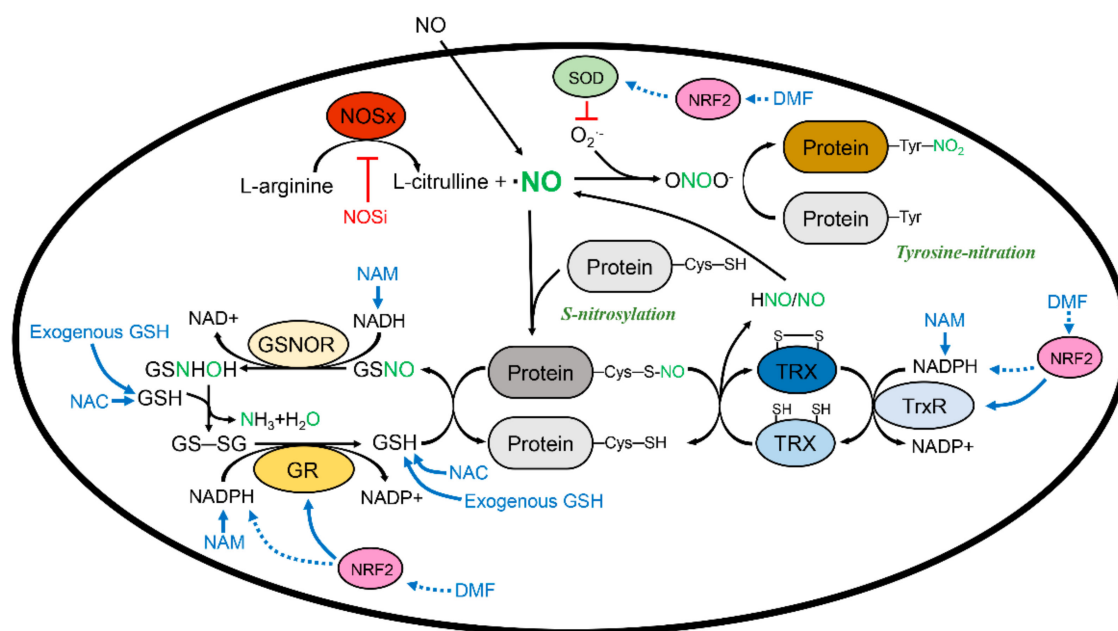 NO
SOD
NRF2
DMF
NOSx
O₂·-
Protein
Tyr
NO₂
L-arginine
L-citrulline + ·NO
ONOO⁻
NOSi
Protein
Tyr
Tyrosine-nitration
Protein
Cys
SH
S-nitrosylation
HNO/NO
NAM
DMF
NAD+
NADH
NAM
Exogenous GSH
GSNOR
S
S
NRF2
GSNHOH
GSNO
Protein
Cys
S
NO
TRX
NADPH
NAC
GSH
NH₃+H₂O
SH
SH
TrxR
GS
SG
GSH
Protein
Cys
SH
TRX
NADP+
GR
NAC
NADPH
NADP+
Exogenous GSH
NAM
NRF2
DMF